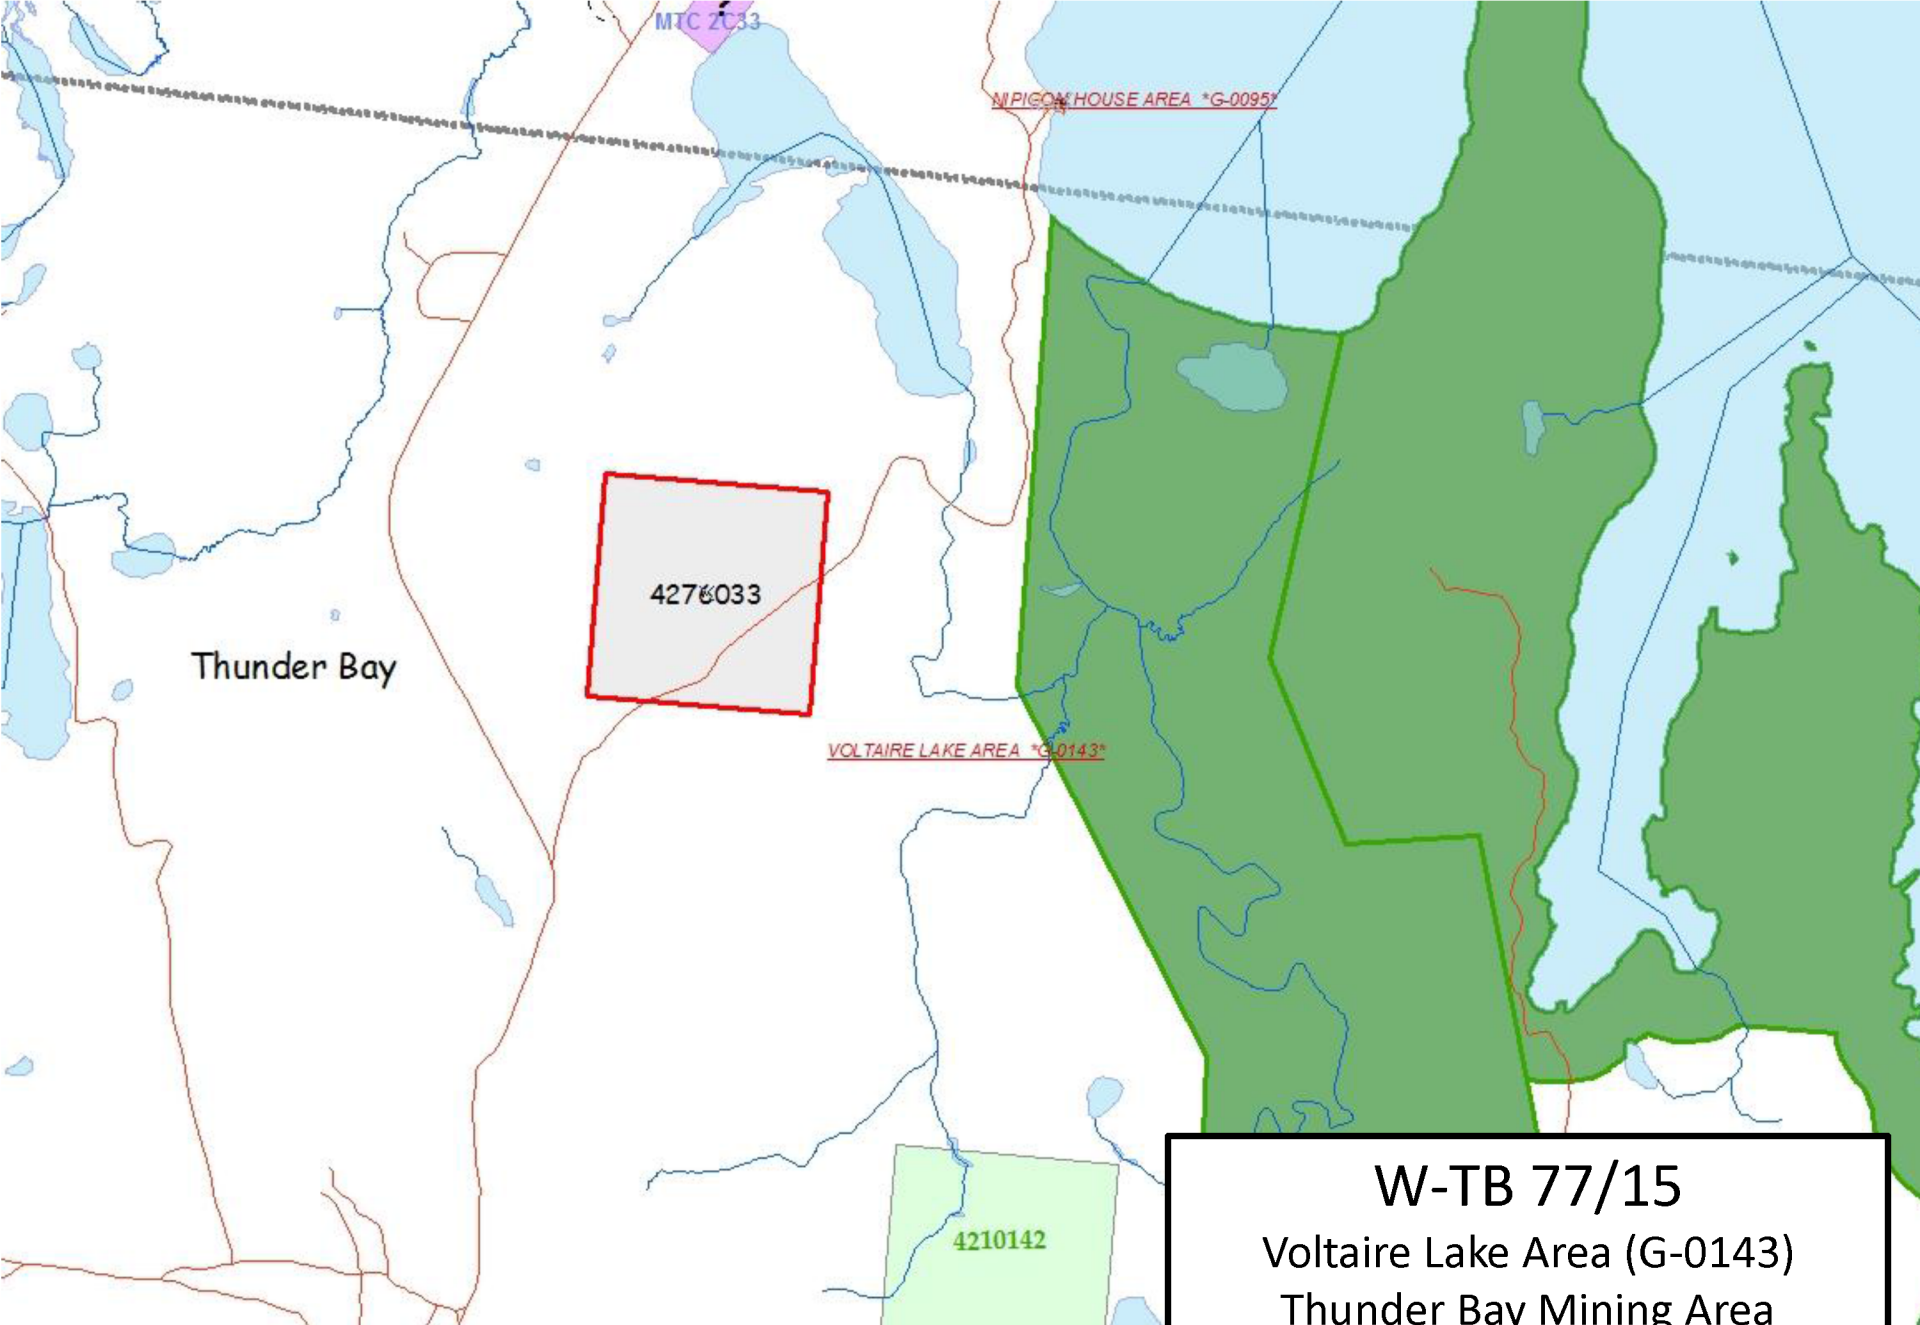 ?
MTC 2C33
NIPIGON HOUSE AREA *G-0095*
4276033
Thunder Bay
VOLTAIRE LAKE AREA *G-0143*
W-TB 77/15
Voltaire Lake Area (G-0143)
4210142
Thunder Bay Mining Area